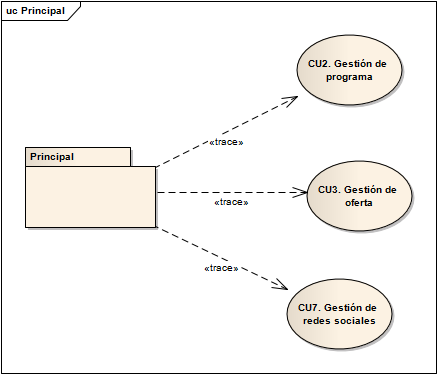 uc Principal
CU2. Gestión de
programa
«trace»
Principal
CU3. Gestión de
oferta
«trace»
«trace»
CU7. Gestión de
redes sociales